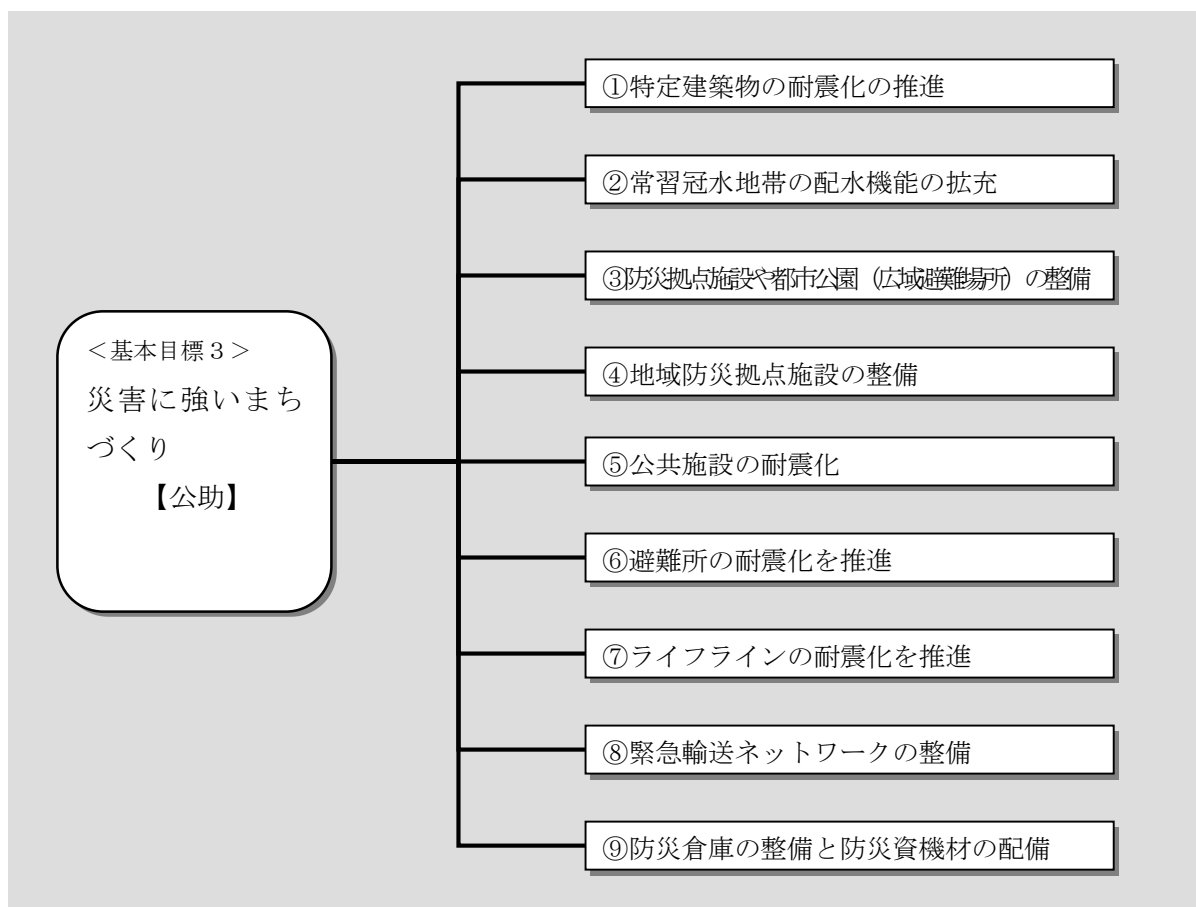 <基本目標3>
災害に強いまち
づくり
【公助】
①特定建築物の耐震化の推進
②常習冠水地帯の配水機能の拡充
③防災拠点施設や都市公園（広域避難場所）の整備
④地域防災拠点施設の整備
⑤公共施設の耐震化
⑥避難所の耐震化を推進
⑦ライフラインの耐震化を推進
⑧緊急輸送ネットワークの整備
⑨防災倉庫の整備と防災資機材の配備